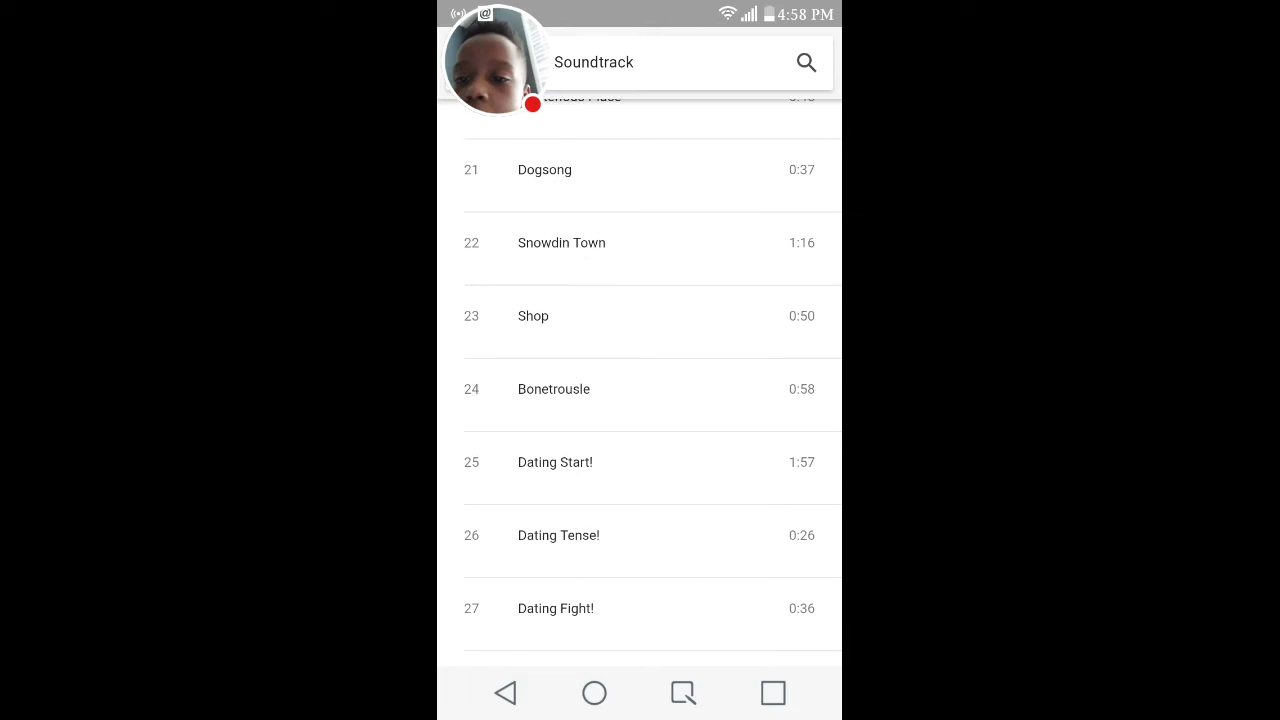 4:58 PM
Soundtrack
21 Dogsong 0:37
22 Snowdin Town 1:16
23 Shop 0:50
24 Bonetrousle 0:58
25 Dating Start! 1:57
26 Dating Tense! 0:26
27 Dating Fight! 0:36